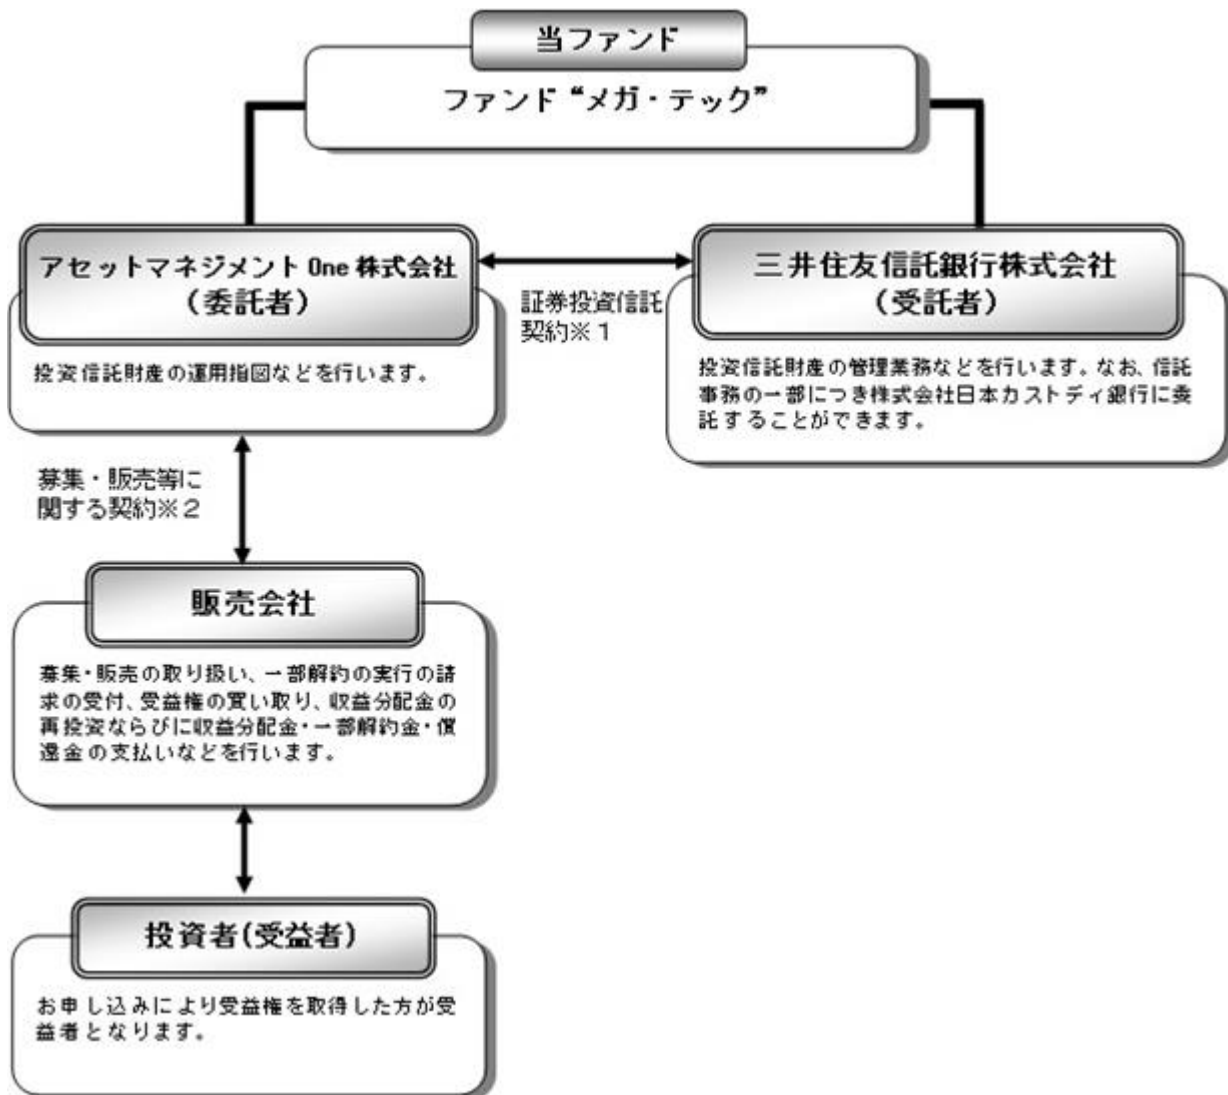 当ファンド
ファンド“メガ・テック”
アセットマネジメント One 株式会社
（委託者）
投資信託財産の運用指図などを行います。
証券投資信託
契約※１
三井住友信託銀行株式会社
（受託者）
投資信託財産の管理業務などを行います。なお、信託
事務の一部につき株式会社日本カストディ銀行に委
託することができます。
募集・販売等に
関する契約※２
販売会社
募集・販売の取り扱い、一部解約の実行の請
求の受付、受益権の買い取り、収益分配金の
再投資ならびに収益分配金・一部解約金・償
還金の支払いなどを行います。
投資者(受益者)
お申し込みにより受益権を取得した方が受
益者となります。